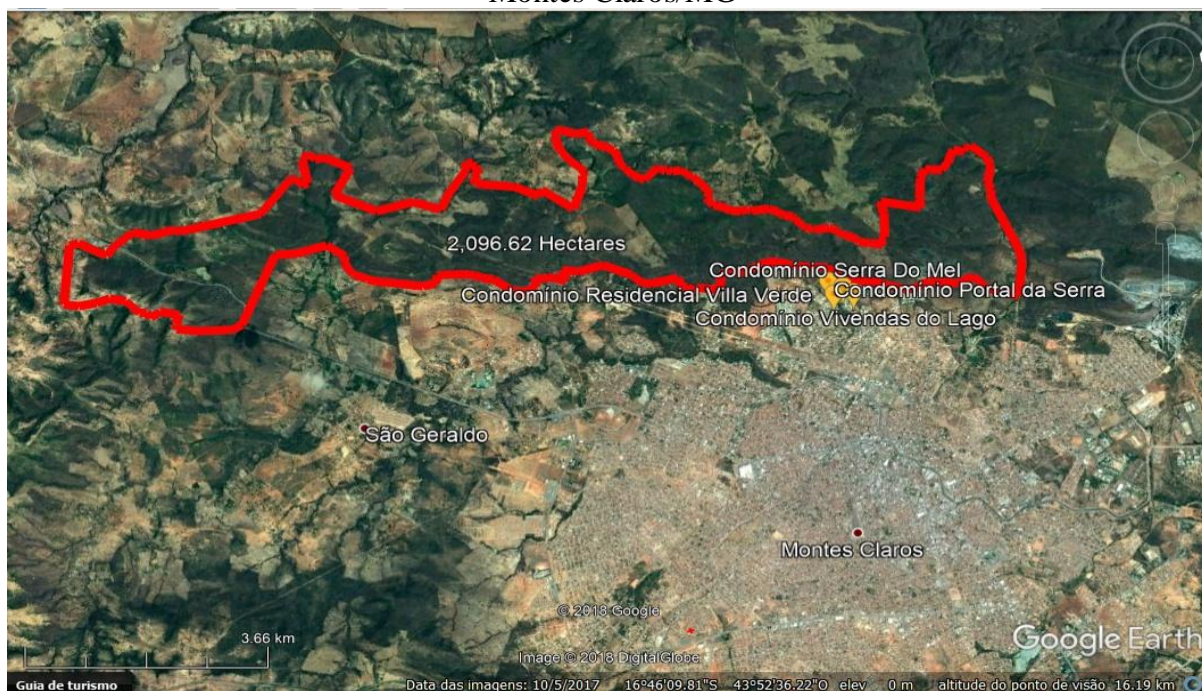 Montes Claros/MG
2,096.62 Hectares
Condomínio Serra Do Mel
Condomínio Residencial Villa Verde
Condomínio Portal da Serra
Condomínio Vivendas do Lago
São Geraldo
Montes Claros
© 2018 Google
3.66 km
Google Earth
Image © 2018 DigitalGlobe
Guia de turismo
Data das imagens: 10/5/2017 16°46'09.81"S 43°52'36.22"O elev 0 m altitude do ponto de visão 16.19 km